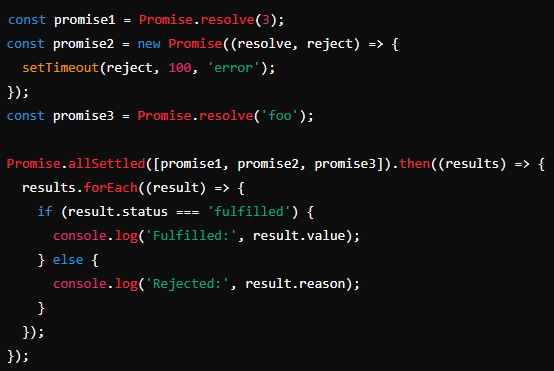 const promise1 = Promise.resolve(3);
const promise2 = new Promise((resolve, reject) => {
  setTimeout(reject, 100, 'error');
});
const promise3 = Promise.resolve('foo');

Promise.allSettled([promise1, promise2, promise3]).then((results) => {
  results.forEach((result) => {
    if (result.status === 'fulfilled') {
      console.log('Fulfilled:', result.value);
    } else {
      console.log('Rejected:', result.reason);
    }
  });
});